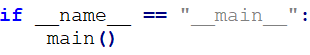 if __name__ == "__main__":
    main()